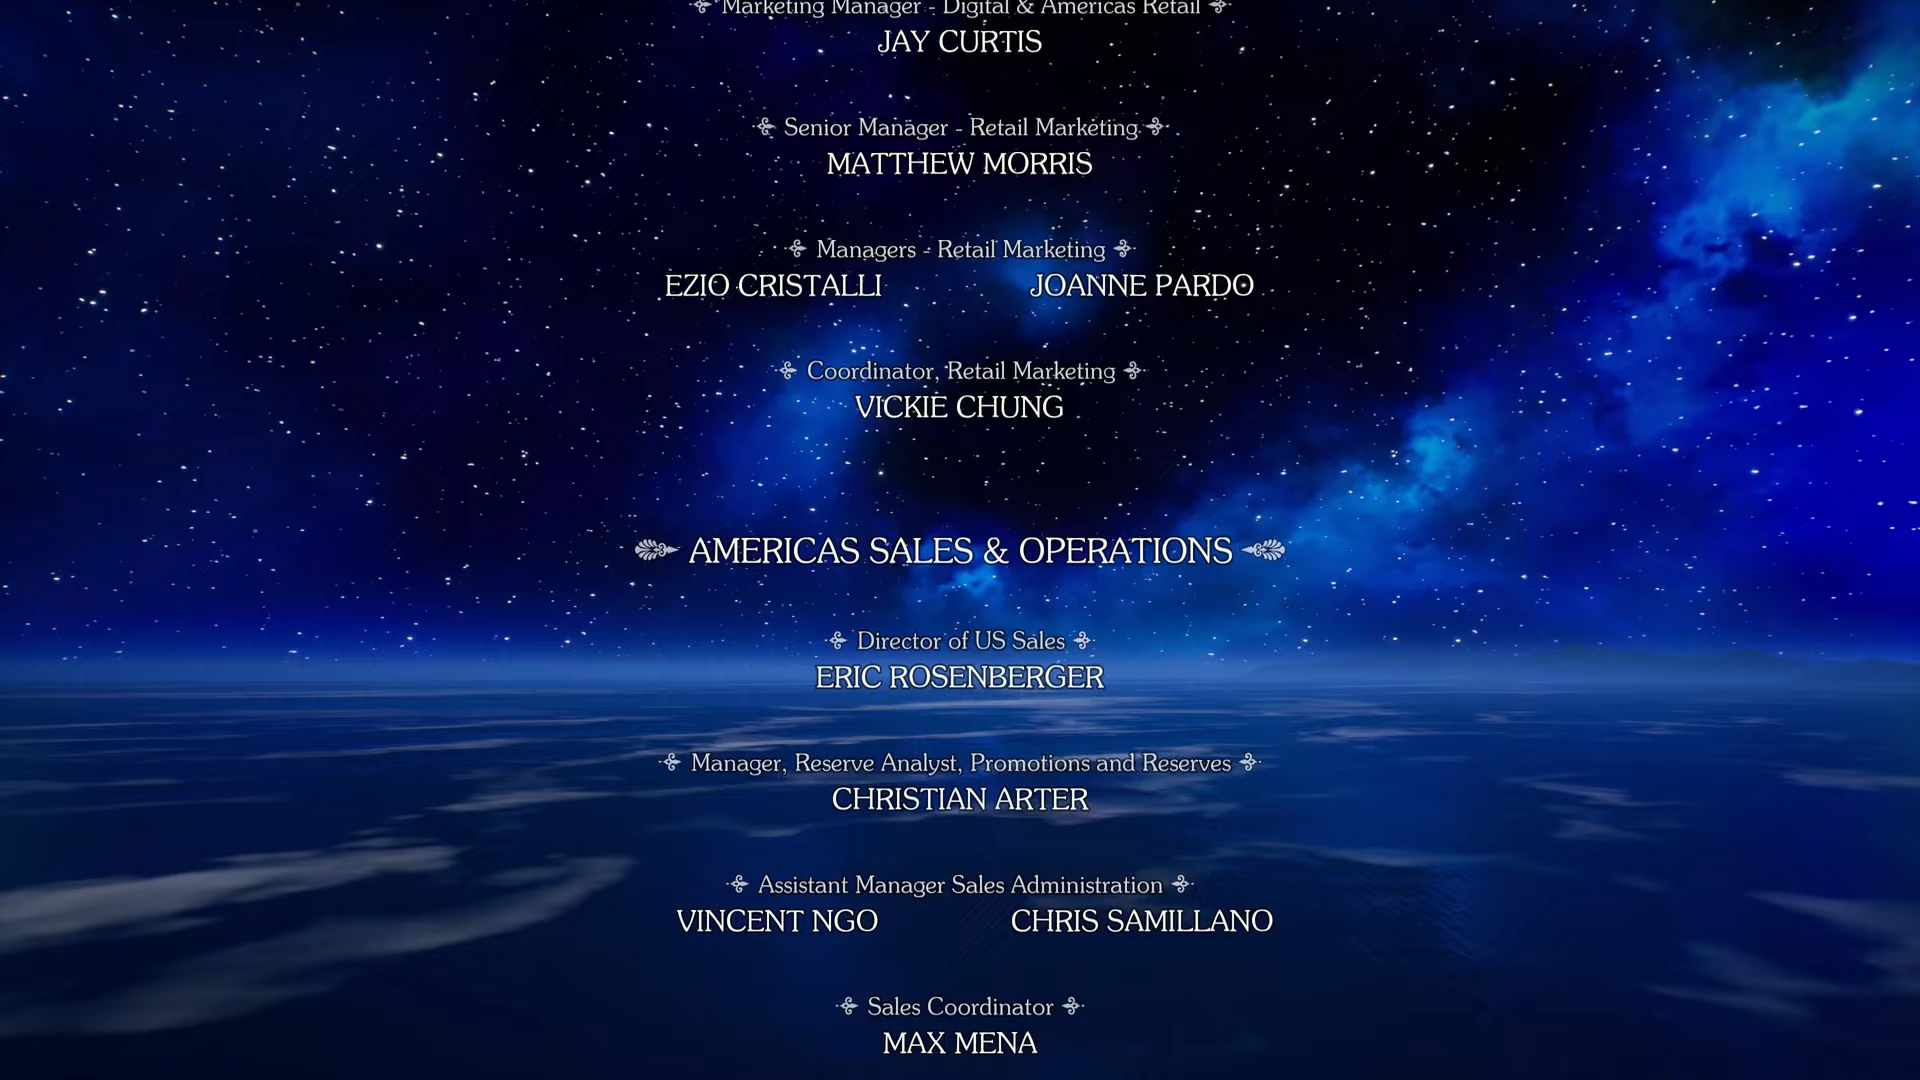 Marketing Manager - Digital & Americas Retail
JAY CURTIS
Senior Manager - Retail Marketing
MATTHEW MORRIS
Managers - Retail Marketing
EZIO CRISTALLI JOANNE PARDO
Coordinator, Retail Marketing
VICKIE CHUNG
AMERICAS SALES & OPERATIONS
Director of US Sales
ERIC ROSENBERGER
Manager, Reserve Analyst, Promotions and Reserves
CHRISTIAN ARTER
Assistant Manager Sales Administration
VINCENT NGO CHRIS SAMILLANO
Sales Coordinator
MAX MENA